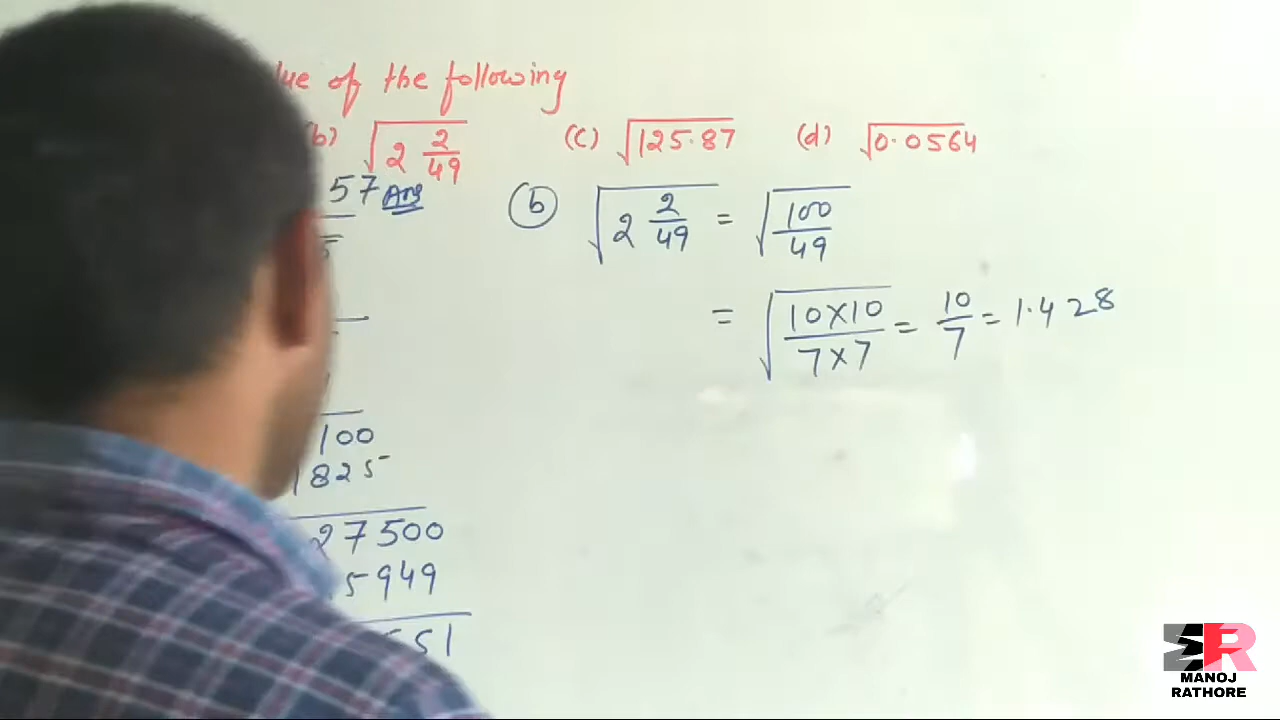 of the following
b) √(2 2/49) (c) √125.87 (d) √0.0564
57 Ans
(b) √(2 2/49) = √(100/49)
= √(10×10/7×7) = 10/7 = 1.428
100
1825
27500
5949
551
MANOJ
RATHORE